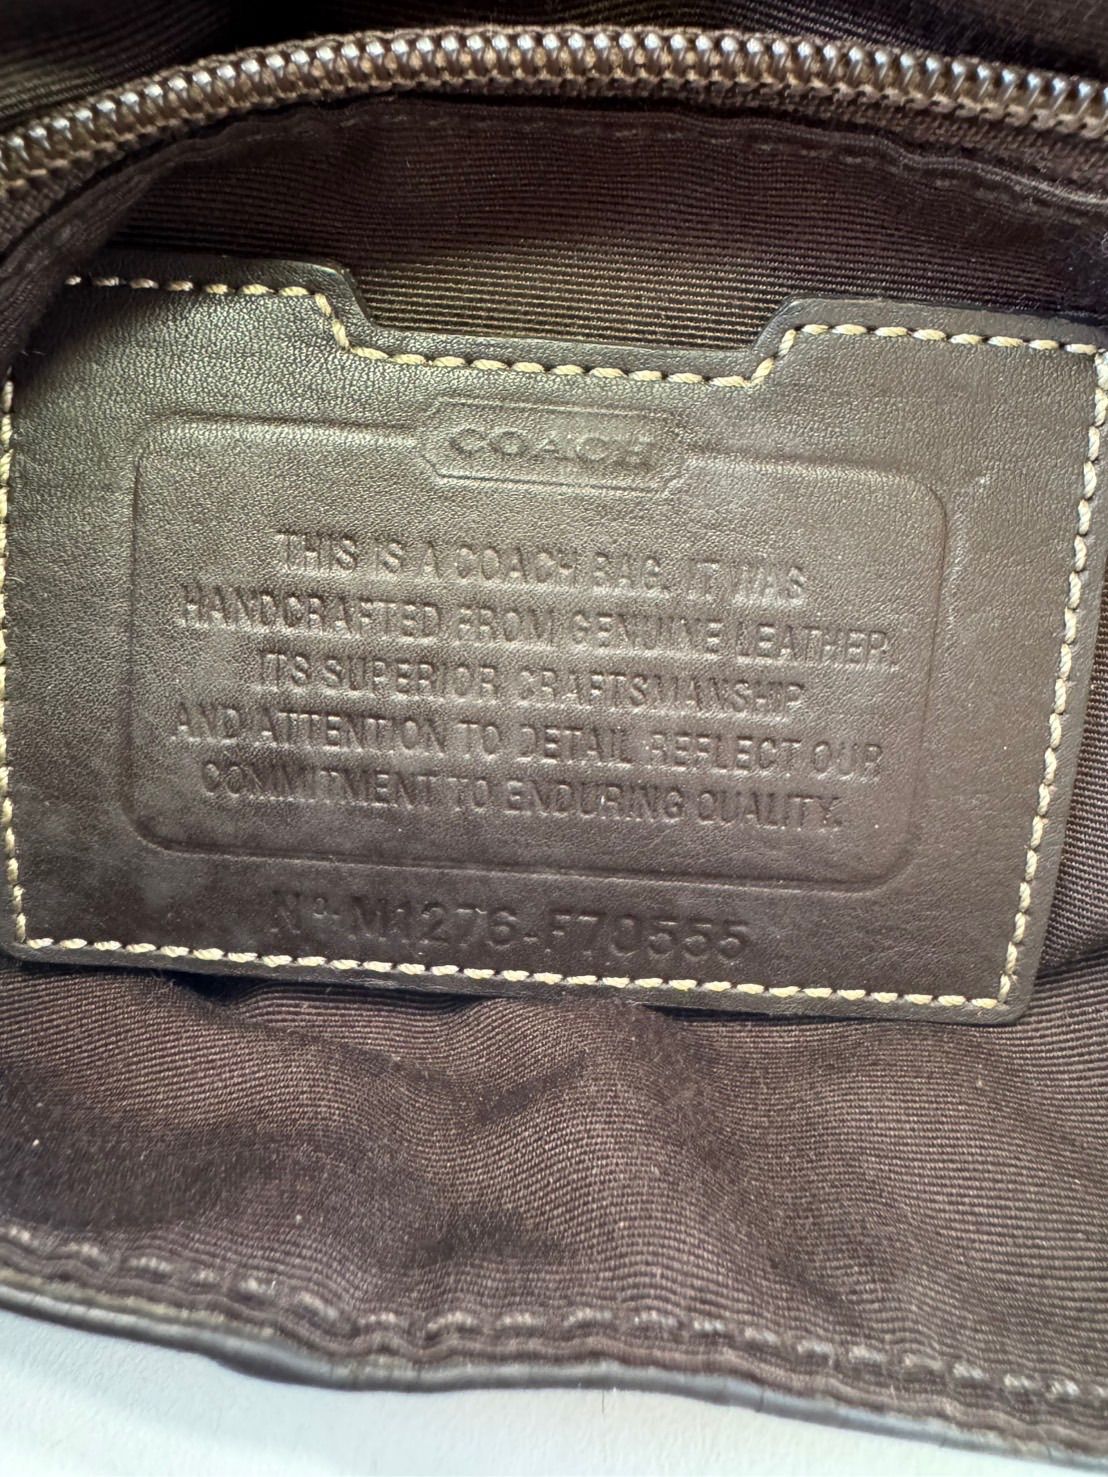 COACH
THIS IS A COACH BAG. IT WAS
HANDCRAFTED FROM GENUINE LEATHER.
ITS SUPERIOR CRAFTSMANSHIP
AND ATTENTION TO DETAIL REFLECT OUR
COMMITMENT TO ENDURING QUALITY.
Nº. M1276-F70555